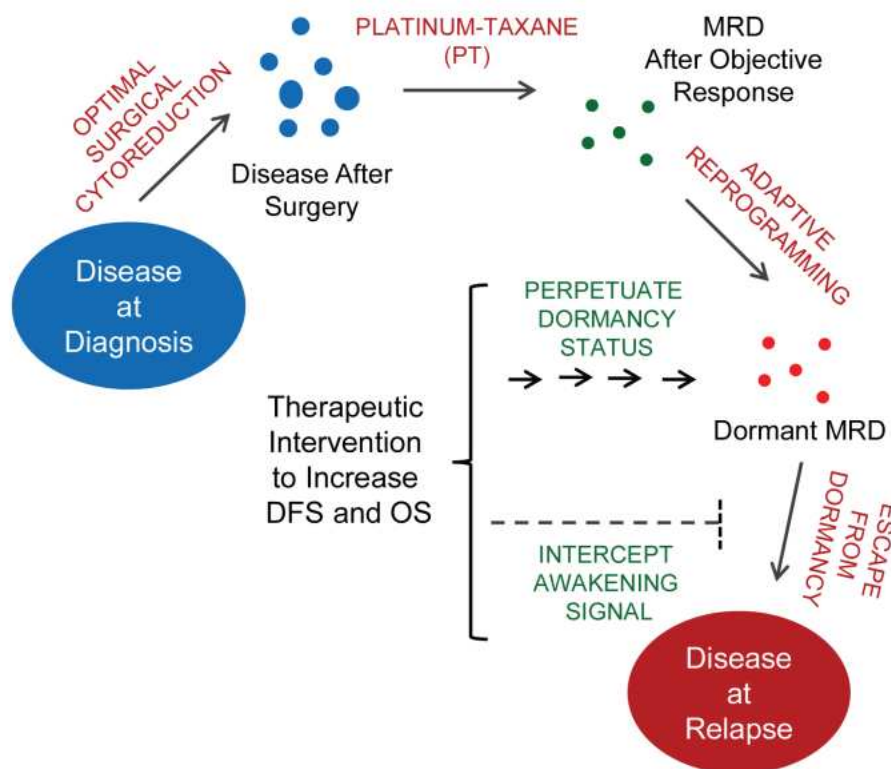 OPTIMAL
SURGICAL
CYTOREDUCTION
PLATINUM-TAXANE
(PT)
MRD
After Objective
Response
Disease After
Surgery
ADAPTIVE
REPROGRAMMING
Disease
at
Diagnosis
PERPETUATE
DORMANCY
STATUS
Therapeutic
Intervention
to Increase
DFS and OS
Dormant MRD
ESCAPE
FROM
DORMANCY
INTERCEPT
AWAKENING
SIGNAL
Disease
at
Relapse